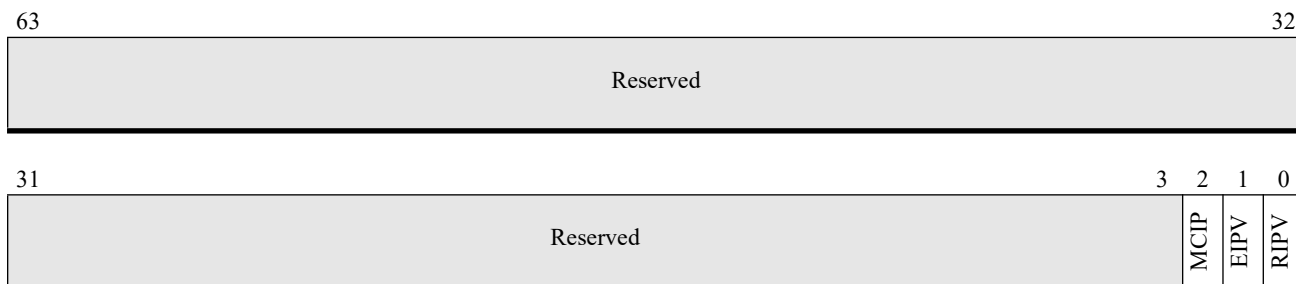 63 32
Reserved
31 3 2 1 0
Reserved MCIP EIPV RIPV